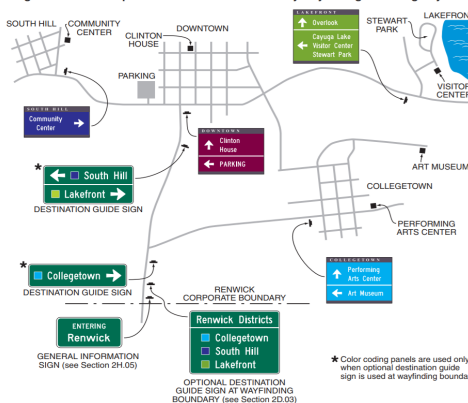 SOUTH HILL
COMMUNITY
CENTER
DOWNTOWN
CLINTON
HOUSE
PARKING
LAKEFRONT
Overlook
Cayuga Lake
Visitor Center
Stewart Park
STEWART
PARK
LAKEFRON
VISITOR
CENTER
SOUTH HILL
Community
Center
DOWNTOWN
Clinton
House
PARKING
* South Hill
Lakefront
DESTINATION GUIDE SIGN
ART MUSEUM
COLLEGETOWN
PERFORMING
ARTS CENTER
* Collegetown
DESTINATION GUIDE SIGN
COLLEGETOWN
Performing
Arts Center
Art Museum
RENWICK
CORPORATE BOUNDARY
ENTERING
Renwick
GENERAL INFORMATION
SIGN (see Section 2H.05)
Renwick Districts
Collegetown
South Hill
Lakefront
OPTIONAL DESTINATION
GUIDE SIGN AT WAYFINDING
BOUNDARY (see Section 2D.03)
* Color coding panels are used only
when optional destination guide
sign is used at wayfinding bounda